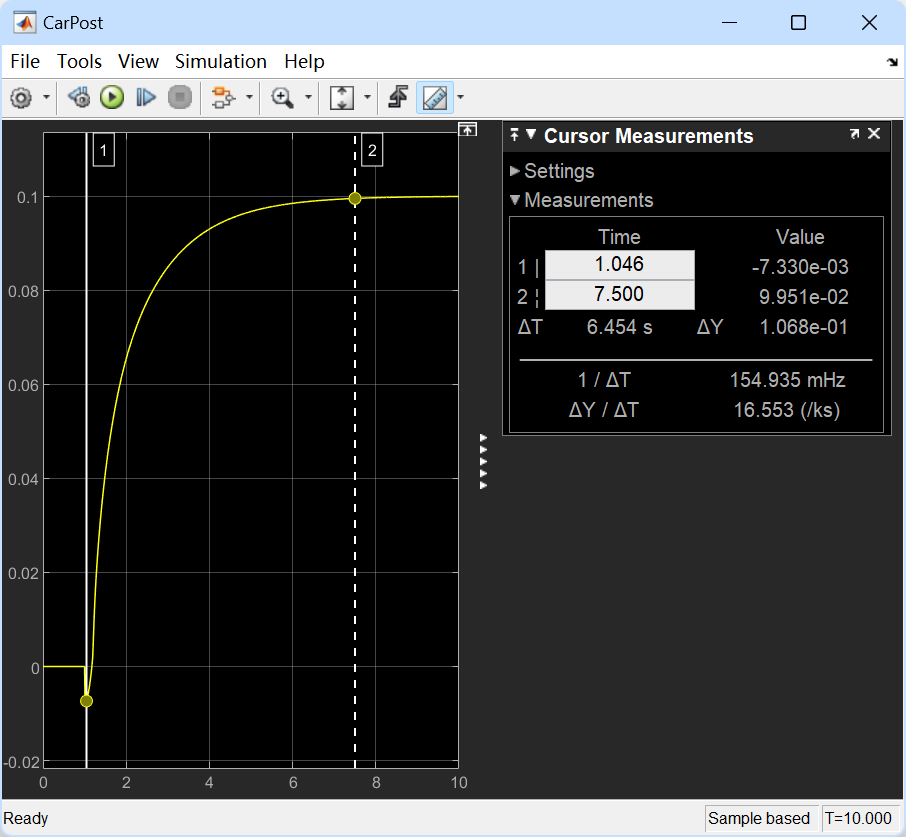 CarPost
File Tools View Simulation Help
1
2
0.1
0.08
0.06
0.04
0.02
0
-0.02
0 2 4 6 8 10
Cursor Measurements
Settings
Measurements
Time Value
1 | 1.046 -7.330e-03
2 ¦ 7.500 9.951e-02
ΔT 6.454 s ΔY 1.068e-01
1 / ΔT 154.935 mHz
ΔY / ΔT 16.553 (/ks)
Ready Sample based T=10.000